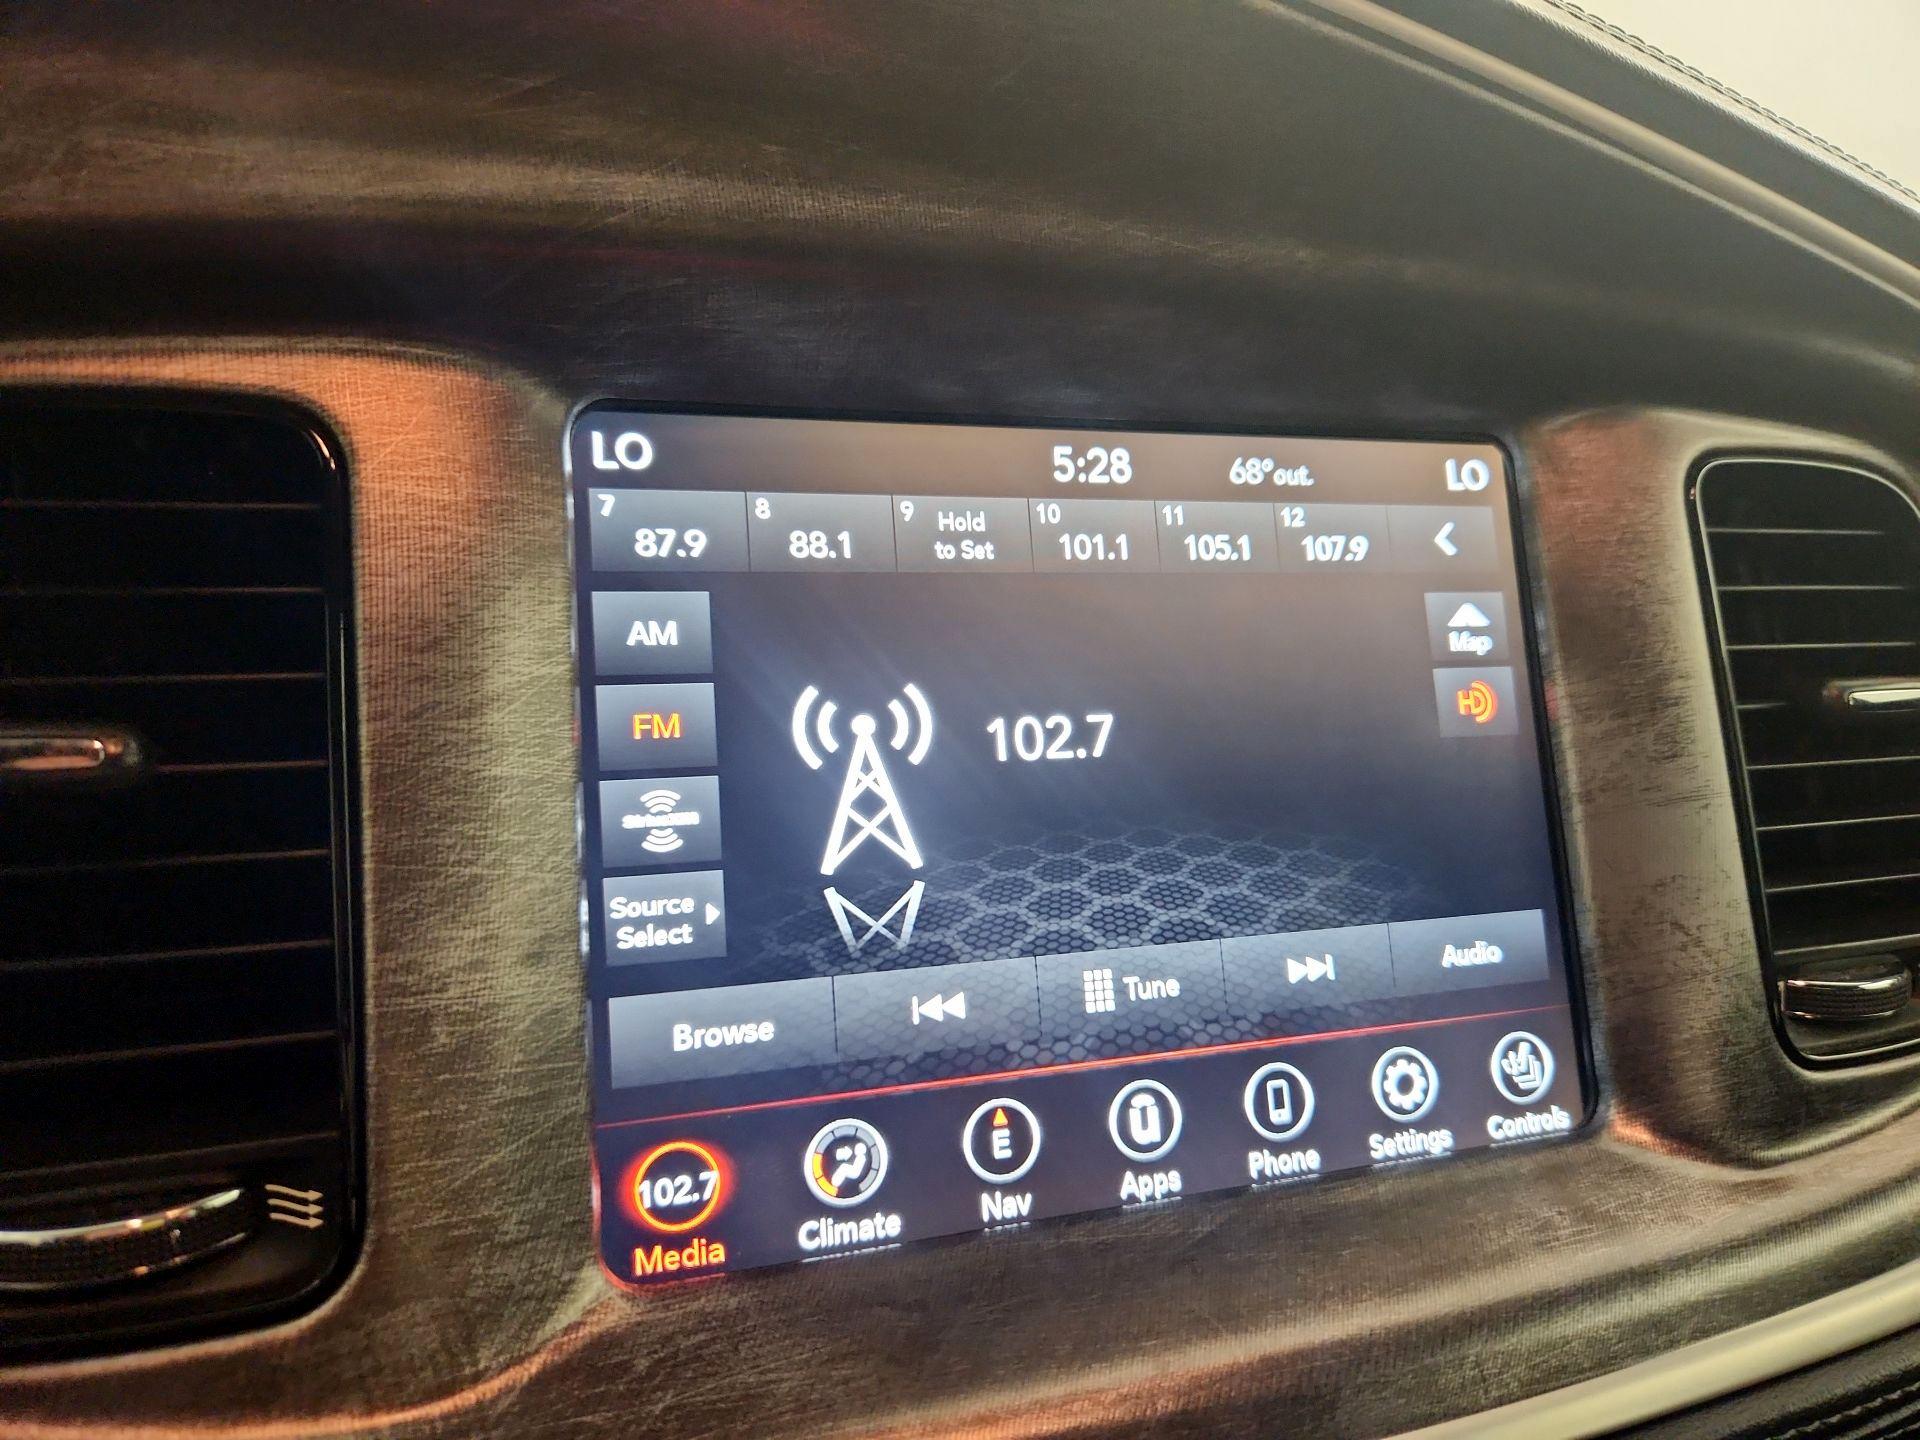 LO 5:28 68° out. LO
7 87.9 8 88.1 9 Hold to Set 10 101.1 11 105.1 12 107.9
AM
Map
FM
HD
102.7
SiriusXM
Source
Select
Browse Tune Audio
102.7 E u
Media Climate Nav Apps Phone Settings Controls